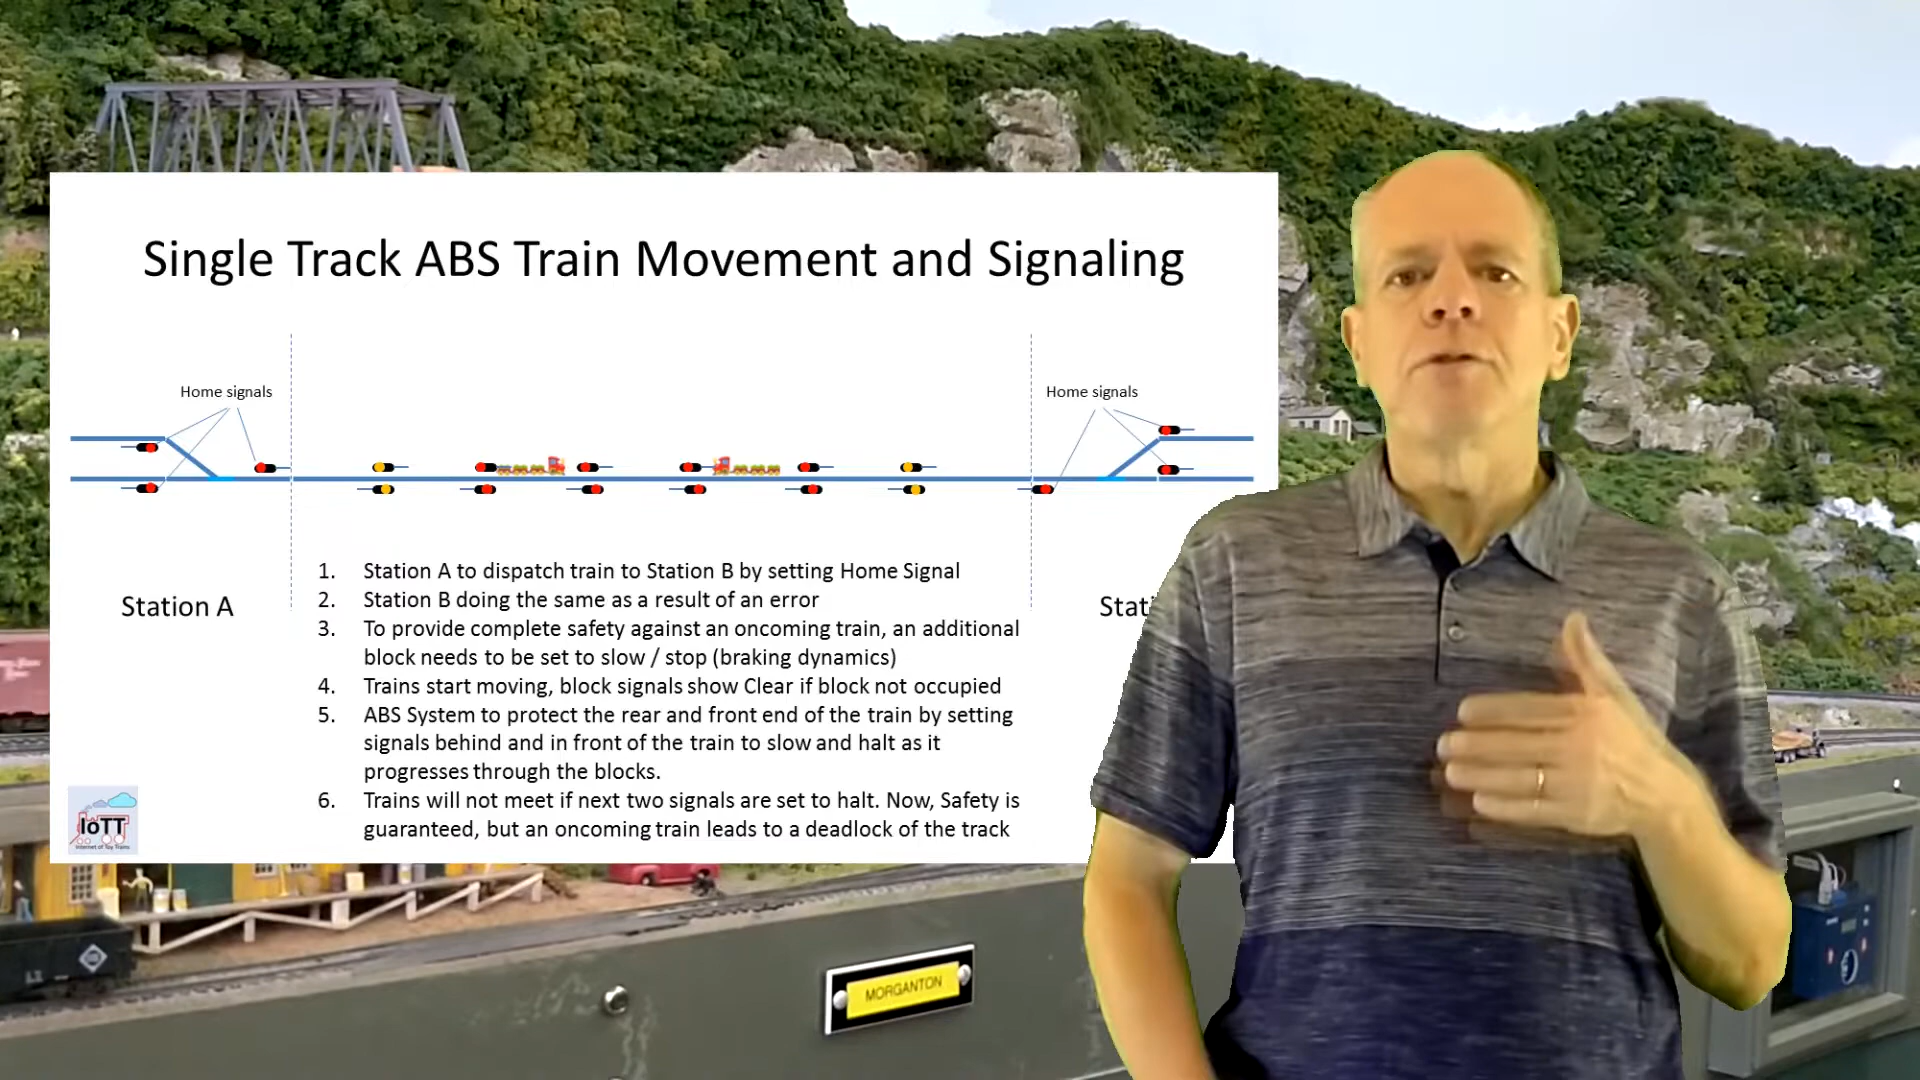 Single Track ABS Train Movement and Signaling
Home signals
Home signals
Station A
Stati
1. Station A to dispatch train to Station B by setting Home Signal
2. Station B doing the same as a result of an error
3. To provide complete safety against an oncoming train, an additional
block needs to be set to slow / stop (braking dynamics)
4. Trains start moving, block signals show Clear if block not occupied
5. ABS System to protect the rear and front end of the train by setting
signals behind and in front of the train to slow and halt as it
progresses through the blocks.
6. Trains will not meet if next two signals are set to halt. Now, Safety is
guaranteed, but an oncoming train leads to a deadlock of the track
IoTT
Internet of Toy Trains
MORGANTON